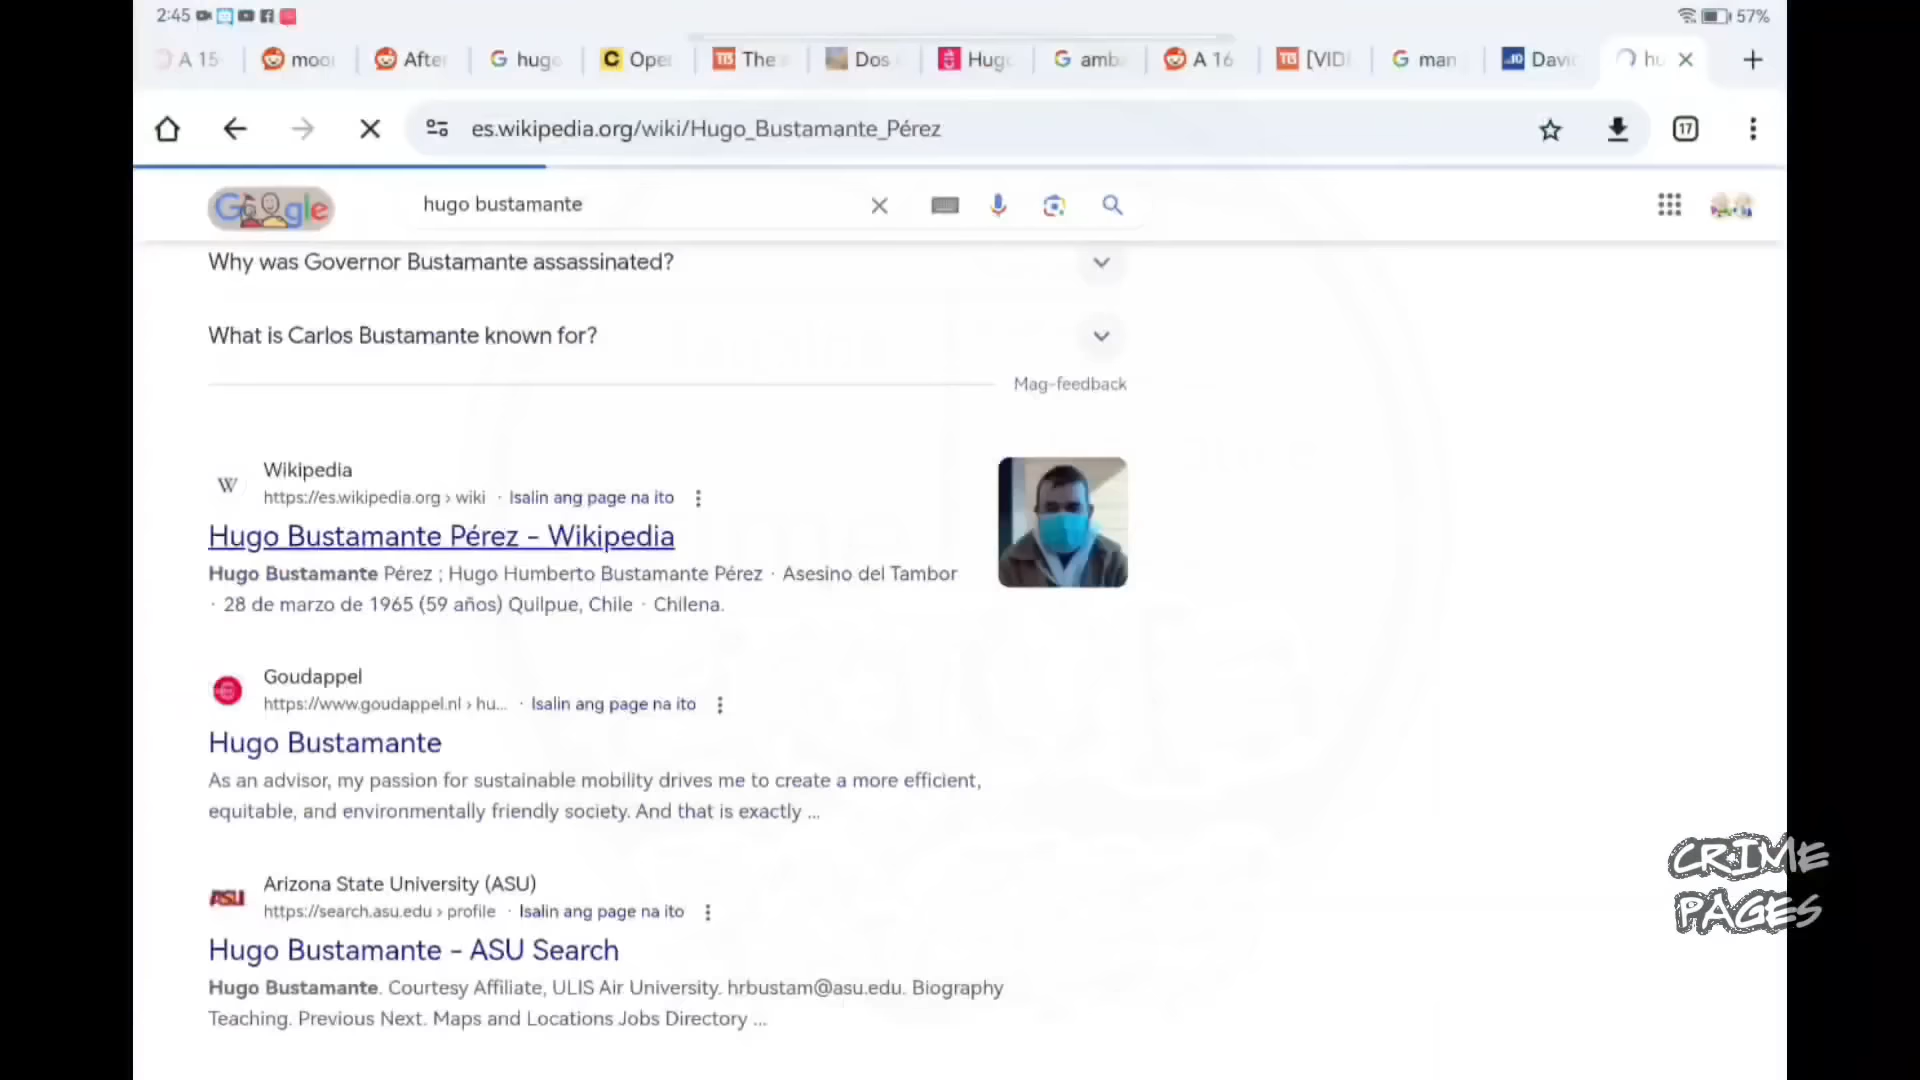 2:45
57%
A 15
moo
After
hugo
Ope
The
Dos
Hug
amb
A 16
[VID
man
Davi
hu
es.wikipedia.org/wiki/Hugo_Bustamante_Pérez
17
Google
hugo bustamante
Why was Governor Bustamante assassinated?
What is Carlos Bustamante known for?
Mag-feedback
Wikipedia
https://es.wikipedia.org › wiki · Isalin ang page na ito
Hugo Bustamante Pérez - Wikipedia
Hugo Bustamante Pérez ; Hugo Humberto Bustamante Pérez · Asesino del Tambor
· 28 de marzo de 1965 (59 años) Quilpue, Chile · Chilena.
Goudappel
https://www.goudappel.nl › hu... · Isalin ang page na ito
Hugo Bustamante
As an advisor, my passion for sustainable mobility drives me to create a more efficient,
equitable, and environmentally friendly society. And that is exactly ...
Arizona State University (ASU)
https://search.asu.edu › profile · Isalin ang page na ito
Hugo Bustamante - ASU Search
Hugo Bustamante. Courtesy Affiliate, ULIS Air University. hrbustam@asu.edu. Biography
Teaching. Previous Next. Maps and Locations Jobs Directory ...
CRIME
PAGES